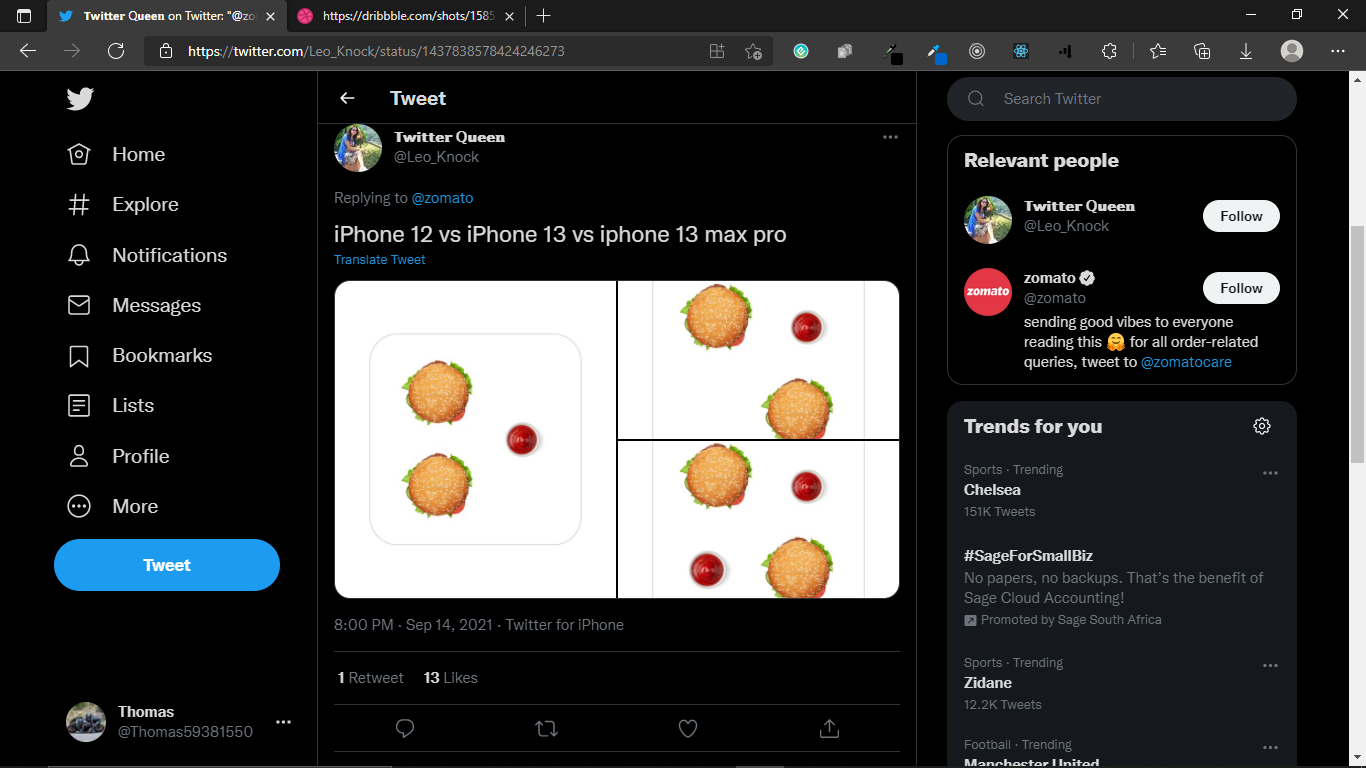 Twitter Queen on Twitter: "@zo
https://dribbble.com/shots/1585
https://twitter.com/Leo_Knock/status/1437838578424246273
Home
Explore
Notifications
Messages
Bookmarks
Lists
Profile
More
Tweet
Thomas
@Thomas59381550
Tweet
Twitter Queen
@Leo_Knock
Replying to @zomato
iPhone 12 vs iPhone 13 vs iphone 13 max pro
Translate Tweet
8:00 PM · Sep 14, 2021 · Twitter for iPhone
1 Retweet 13 Likes
Search Twitter
Relevant people
Twitter Queen
@Leo_Knock
Follow
zomato
zomato
@zomato
Follow
sending good vibes to everyone
reading this 🤗 for all order-related
queries, tweet to @zomatocare
Trends for you
Sports · Trending
Chelsea
151K Tweets
#SageForSmallBiz
No papers, no backups. That's the benefit of
Sage Cloud Accounting!
Promoted by Sage South Africa
Sports · Trending
Zidane
12.2K Tweets
Football · Trending
Manchester United